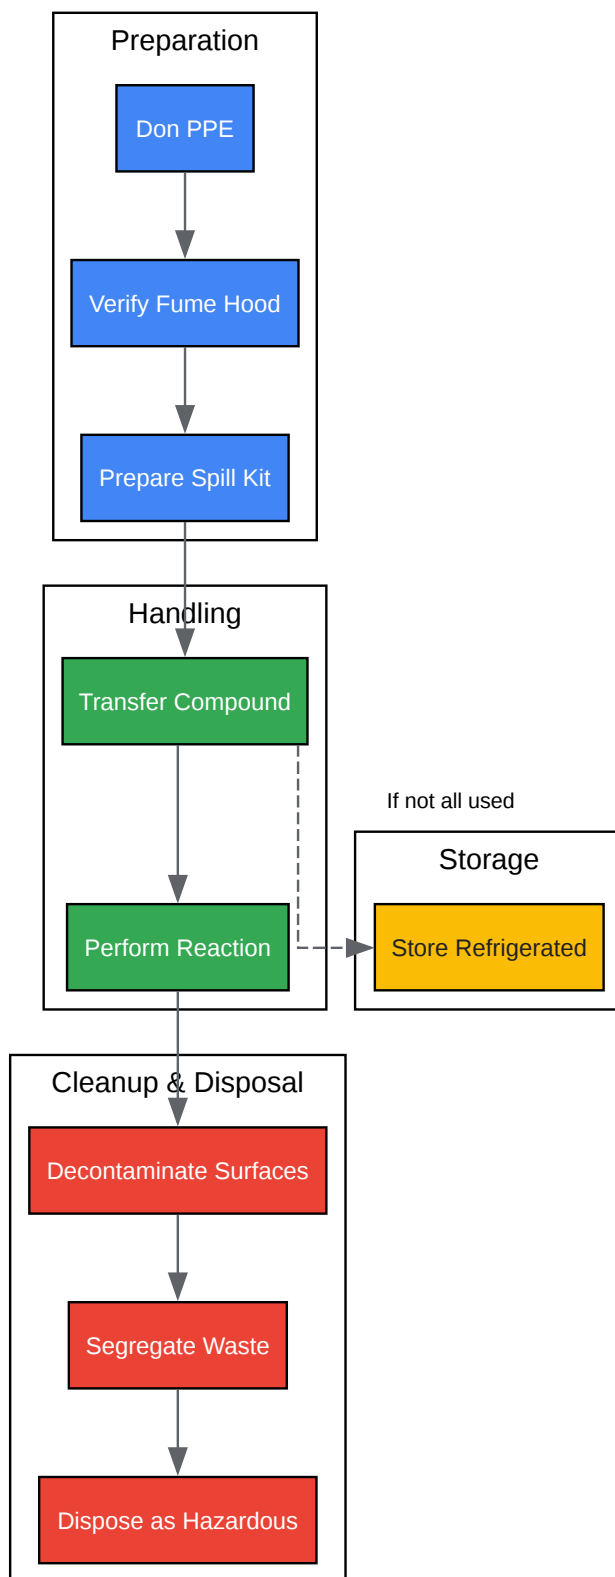 Preparation
Don PPE
Verify Fume Hood
Prepare Spill Kit
Handling
Transfer Compound
If not all used
Storage
Perform Reaction
Store Refrigerated
Cleanup & Disposal
Decontaminate Surfaces
Segregate Waste
Dispose as Hazardous